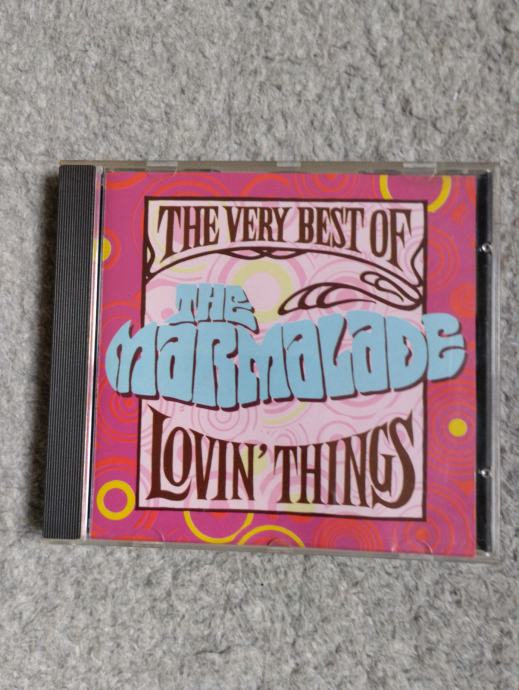 THE VERY BEST OF
THE
MARMALADE
LOVIN' THINGS